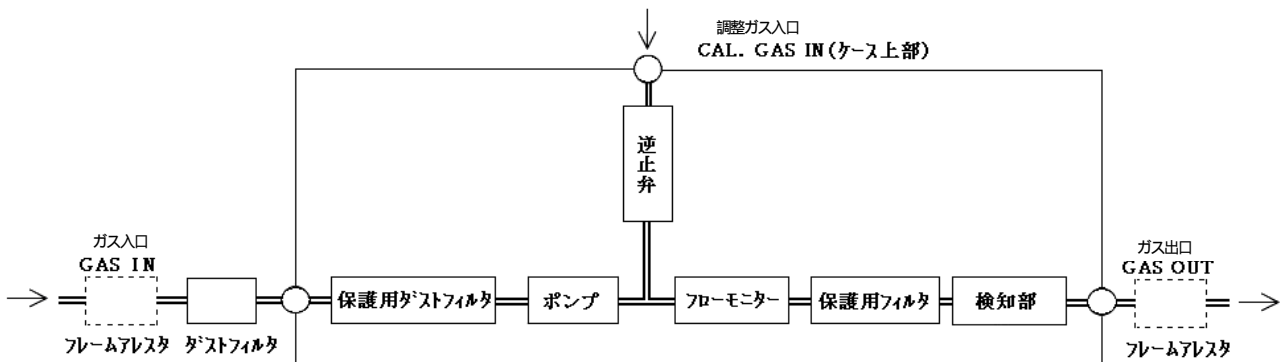 調整ガス入口
CAL. GAS IN(ケース上部)
逆止弁
ガス入口
GAS IN
ガス出口
GAS OUT
保護用ダストフィルタ
ポンプ
フローモニター
保護用フィルタ
検知部
フレームアレスタ
ダストフィルタ
フレームアレスタ